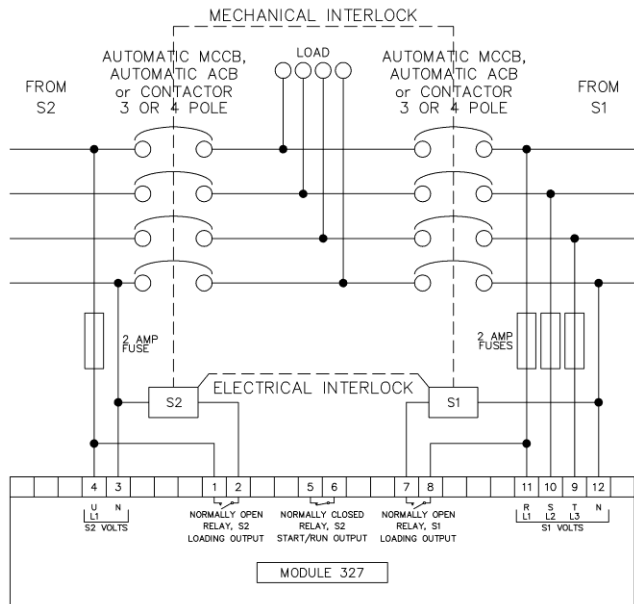 MECHANICAL INTERLOCK
AUTOMATIC MCCB,
AUTOMATIC ACB
or CONTACTOR
3 OR 4 POLE
LOAD
AUTOMATIC MCCB,
AUTOMATIC ACB
or CONTACTOR
3 OR 4 POLE
FROM
S2
FROM
S1
2 AMP
FUSE
2 AMP
FUSES
ELECTRICAL INTERLOCK
S2
S1
4 3 1 2 5 6 7 8 11 10 9 12
U N
L1
S2 VOLTS
NORMALLY OPEN
RELAY, S2
LOADING OUTPUT
NORMALLY CLOSED
RELAY, S2
START/RUN OUTPUT
NORMALLY OPEN
RELAY, S1
LOADING OUTPUT
R S T N
L1 L2 L3
S1 VOLTS
MODULE 327